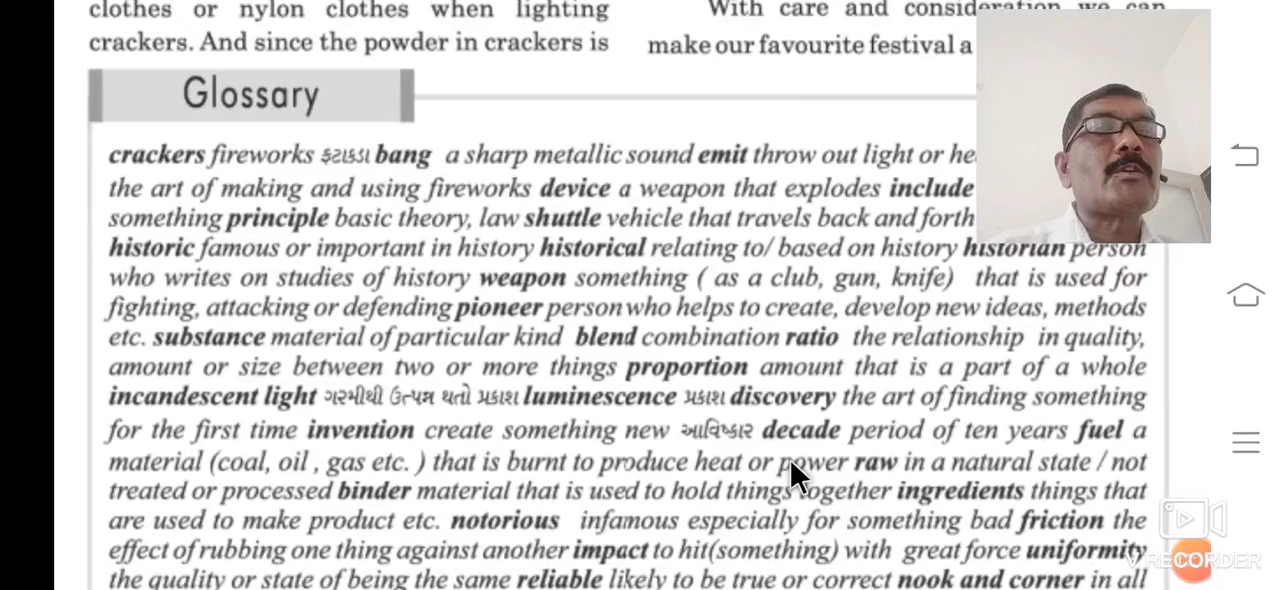 clothes or nylon clothes when lighting
crackers. And since the powder in crackers is
With care and consideration we can
make our favourite festival a
Glossary
crackers fireworks ફટાકડા bang a sharp metallic sound emit throw out light or
the art of making and using fireworks device a weapon that explodes include
something principle basic theory, law shuttle vehicle that travels back and forth
historic famous or important in history historical relating to/ based on history historian person
who writes on studies of history weapon something ( as a club, gun, knife) that is used for
fighting, attacking or defending pioneer person who helps to create, develop new ideas, methods
etc. substance material of particular kind blend combination ratio the relationship in quality,
amount or size between two or more things proportion amount that is a part of a whole
incandescent light ગરમીથી ઉત્પન્ન થતો પ્રકાશ luminescence પ્રકાશ discovery the art of finding something
for the first time invention create something new આવિષ્કાર decade period of ten years fuel a
material (coal, oil , gas etc. ) that is burnt to produce heat or power raw in a natural state / not
treated or processed binder material that is used to hold things together ingredients things that
are used to make product etc. notorious infamous especially for something bad friction the
effect of rubbing one thing against another impact to hit(something) with great force uniformity
the quality or state of being the same reliable likely to be true or correct nook and corner in all
RECORDER